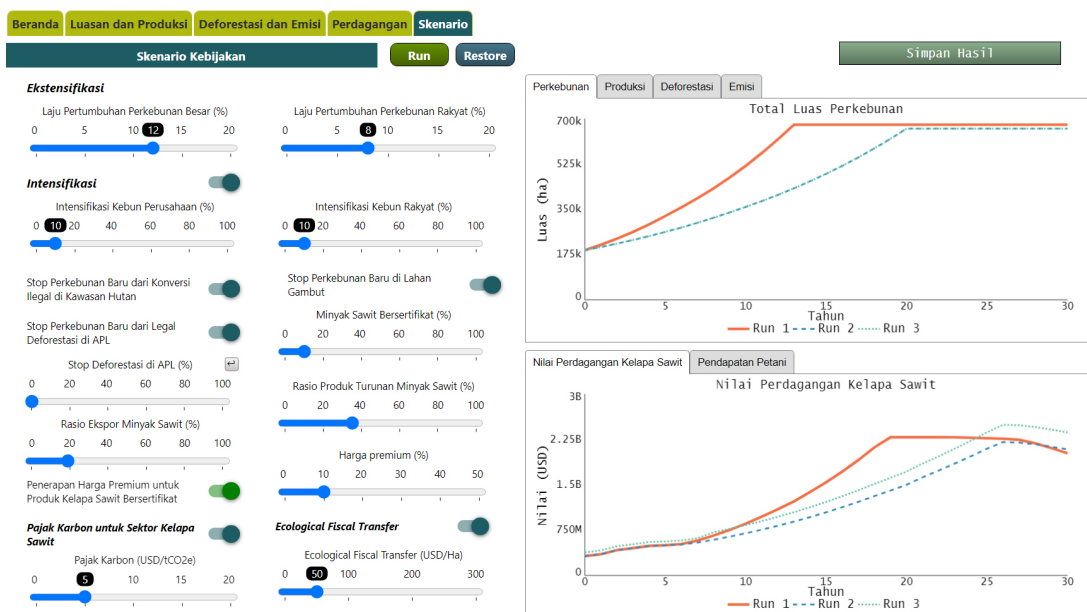 Beranda Luasan dan Produksi Deforestasi dan Emisi Perdagangan Skenario
Skenario Kebijakan Run Restore
Ekstensifikasi
Laju Pertumbuhan Perkebunan Besar (%)
0 5 10 12 15 20
Laju Pertumbuhan Perkebunan Rakyat (%)
0 5 8 10 15 20
Intensifikasi
Intensifikasi Kebun Perusahaan (%)
0 10 20 40 60 80 100
Intensifikasi Kebun Rakyat (%)
0 10 20 40 60 80 100
Stop Perkebunan Baru dari Konversi
Ilegal di Kawasan Hutan
Stop Perkebunan Baru di Lahan
Gambut
Stop Perkebunan Baru dari Legal
Deforestasi di APL
Minyak Sawit Bersertifikat (%)
0 20 40 60 80 100
Stop Deforestasi di APL (%)
0 20 40 60 80 100
Rasio Produk Turunan Minyak Sawit (%)
0 20 40 60 80 100
Rasio Ekspor Minyak Sawit (%)
0 20 40 60 80 100
Harga premium (%)
0 10 20 30 40 50
Penerapan Harga Premium untuk
Produk Kelapa Sawit Bersertifikat
Pajak Karbon untuk Sektor Kelapa
Sawit
Ecological Fiscal Transfer
Pajak Karbon (USD/tCO2e)
0 5 10 15 20
Ecological Fiscal Transfer (USD/Ha)
0 50 100 200 300
Simpan Hasil
Perkebunan Produksi Deforestasi Emisi
Total Luas Perkebunan
Luas (ha)
700k
525k
350k
175k
0
0 5 10 15 20 25 30
Tahun
Run 1 Run 2 Run 3
Nilai Perdagangan Kelapa Sawit Pendapatan Petani
Nilai Perdagangan Kelapa Sawit
Nilai (USD)
3B
2.25B
1.5B
750M
0
0 5 10 15 20 25 30
Tahun
Run 1 Run 2 Run 3